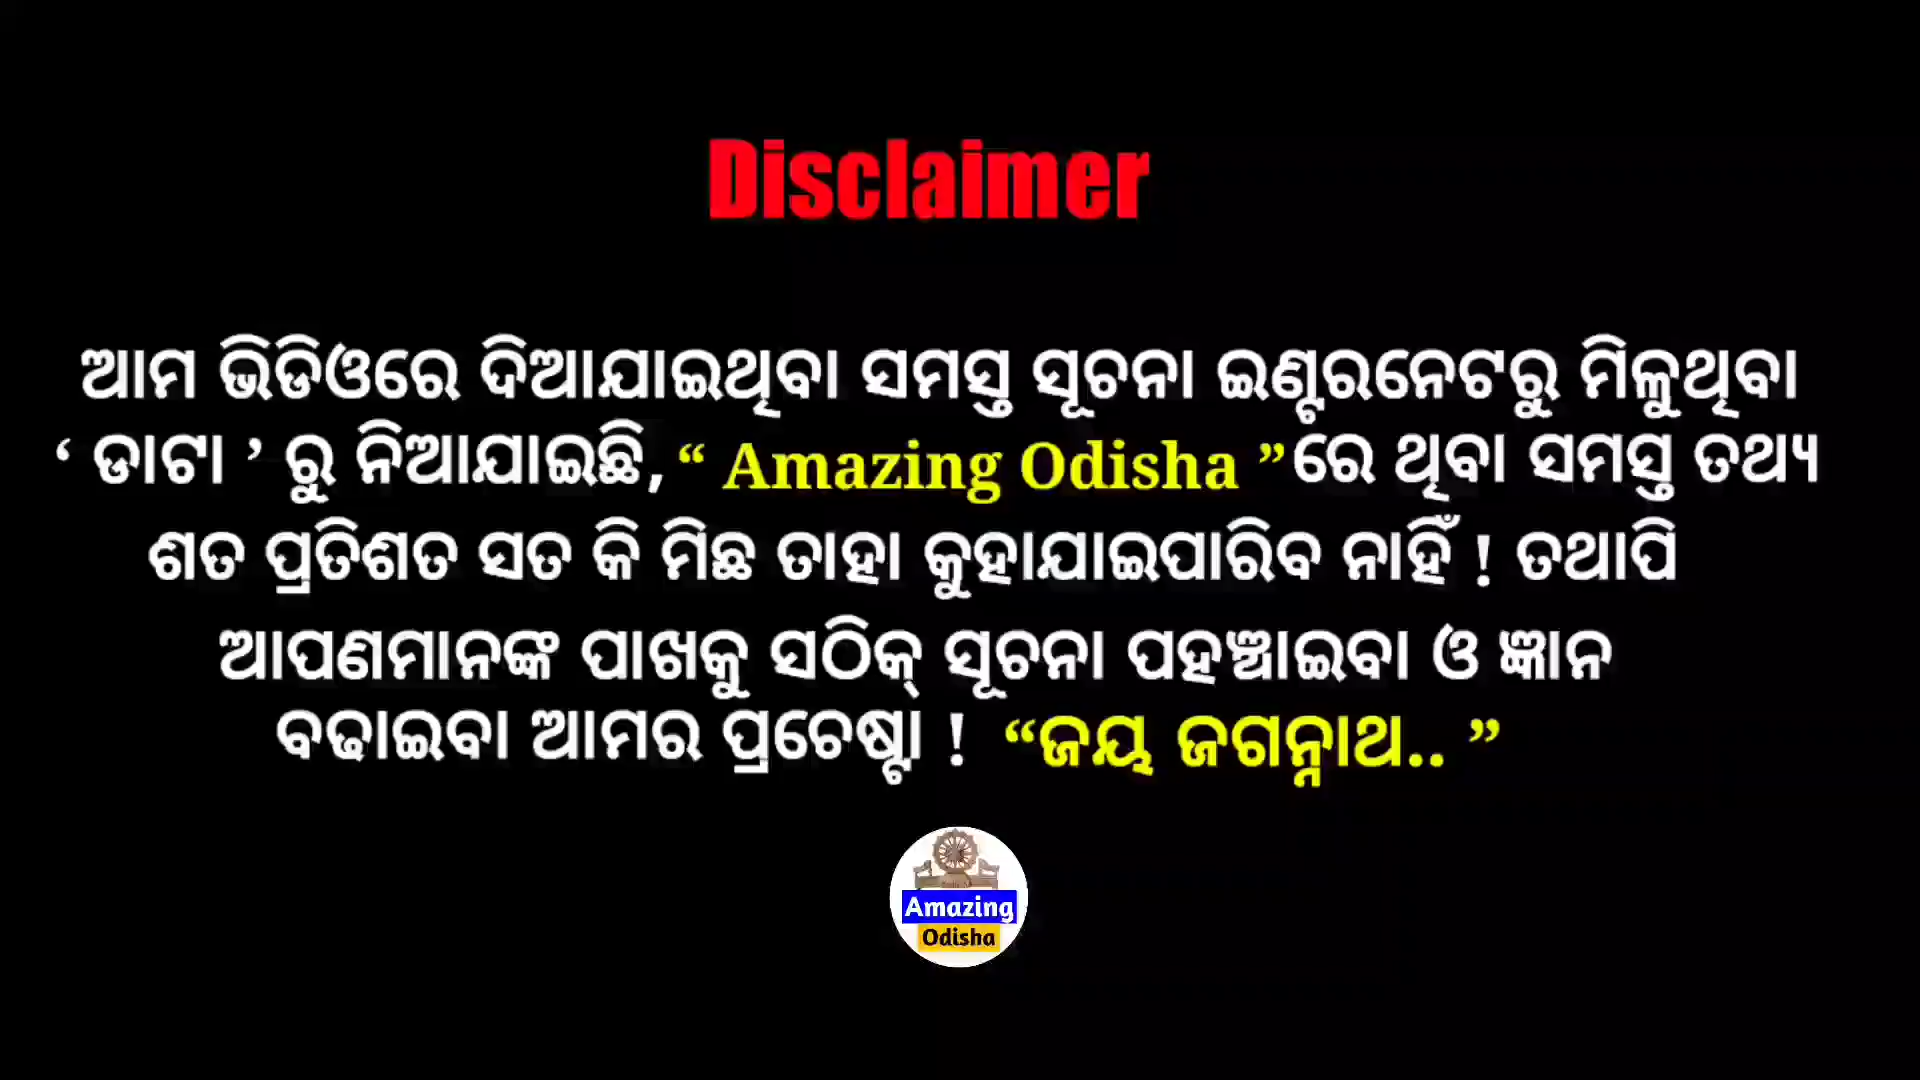 Disclaimer
ଆମ ଭିଡିଓରେ ଦିଆଯାଇଥିବା ସମସ୍ତ ସୂଚନା ଇଣ୍ଟରନେଟରୁ ମିଳୁଥିବା
‘ ଡାଟା ’ ରୁ ନିଆଯାଇଛି, “ Amazing Odisha ” ରେ ଥିବା ସମସ୍ତ ତଥ୍ୟ
ଶତ ପ୍ରତିଶତ ସତ କି ମିଛ ତାହା କୁହାଯାଇପାରିବ ନାହିଁ ! ତଥାପି
ଆପଣମାନଙ୍କ ପାଖକୁ ସଠିକ୍ ସୂଚନା ପହଞ୍ଚାଇବା ଓ ଜ୍ଞାନ
ବଢାଇବା ଆମର ପ୍ରଚେଷ୍ଟା ! “ଜୟ ଜଗନ୍ନାଥ.. ”
Amazing
Odisha